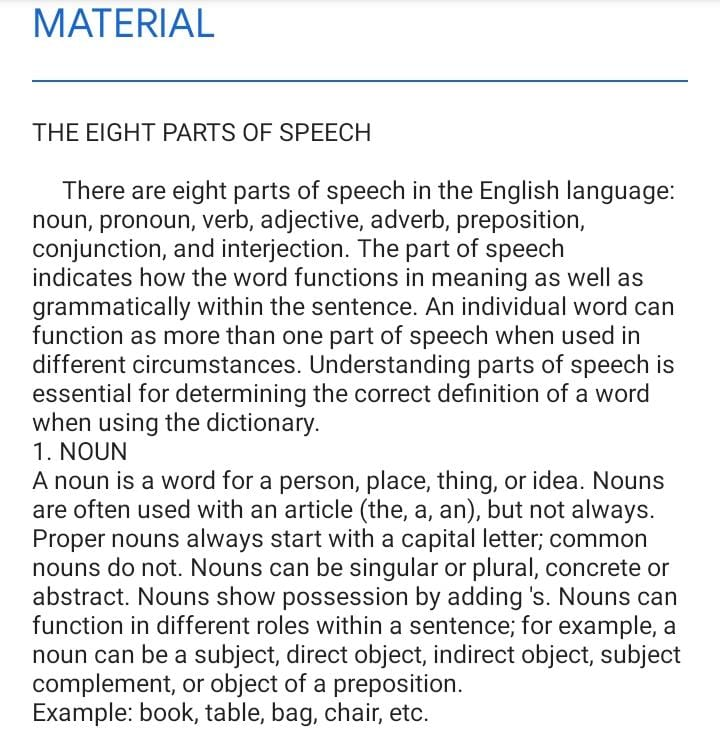 MATERIAL
THE EIGHT PARTS OF SPEECH
There are eight parts of speech in the English language:
noun, pronoun, verb, adjective, adverb, preposition,
conjunction, and interjection. The part of speech
indicates how the word functions in meaning as well as
grammatically within the sentence. An individual word can
function as more than one part of speech when used in
different circumstances. Understanding parts of speech is
essential for determining the correct definition of a word
when using the dictionary.
1. NOUN
A noun is a word for a person, place, thing, or idea. Nouns
are often used with an article (the, a, an), but not always.
Proper nouns always start with a capital letter; common
nouns do not. Nouns can be singular or plural, concrete or
abstract. Nouns show possession by adding 's. Nouns can
function in different roles within a sentence; for example, a
noun can be a subject, direct object, indirect object, subject
complement, or object of a preposition.
Example: book, table, bag, chair, etc.